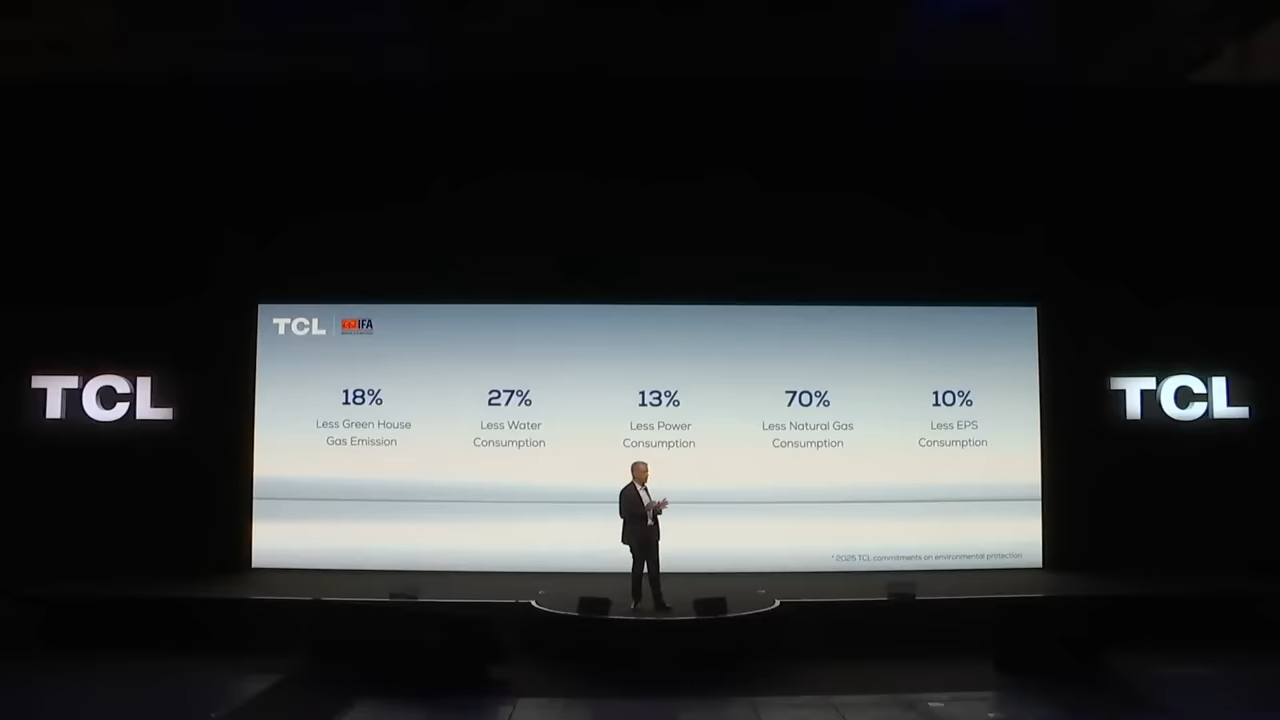 TCL
IFA
TCL
TCL
18%
Less Green House
Gas Emission
27%
Less Water
Consumption
13%
Less Power
Consumption
70%
Less Natural Gas
Consumption
10%
Less EPS
Consumption
* 2025 TCL commitments on environmental protection